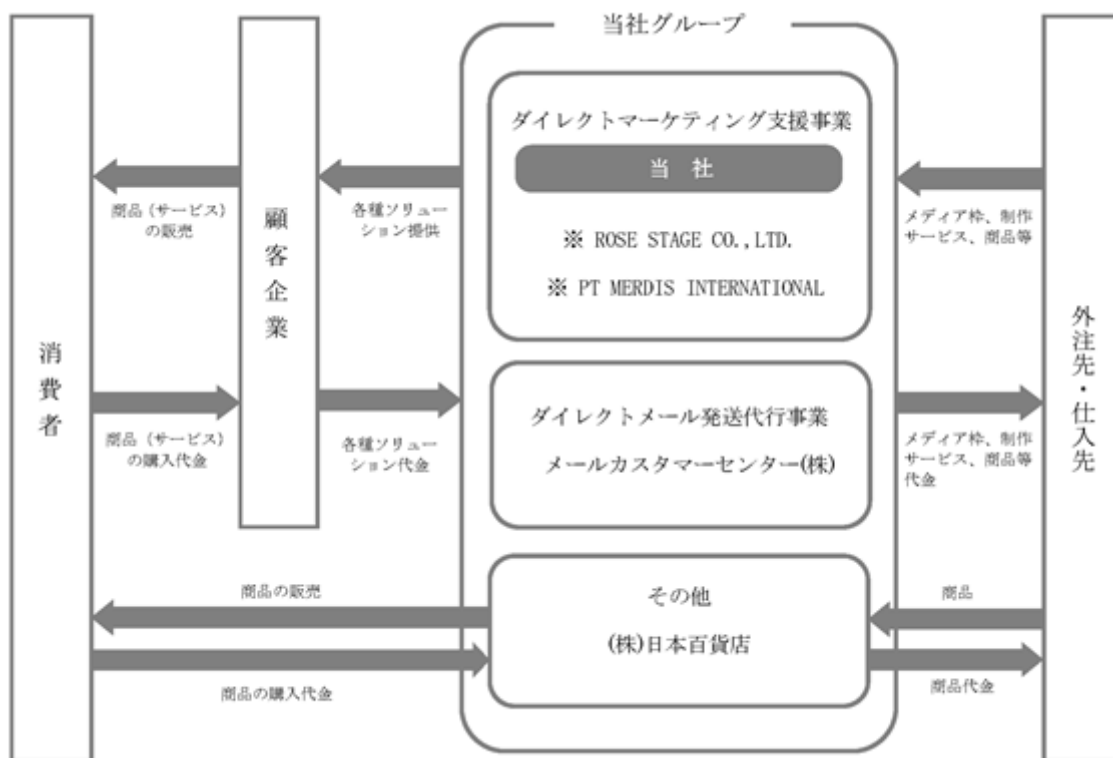 当社グループ
ダイレクトマーケティング支援事業
当 社
※ ROSE STAGE CO.,LTD.
※ PT MERDIS INTERNATIONAL
ダイレクトメール発送代行事業
メールカスタマーセンター(株)
その他
(株)日本百貨店
消費者
顧客企業
外注先・仕入先
商品(サービス)
の販売
各種ソリュー
ション提供
メディア枠、制作
サービス、商品等
商品(サービス)
の購入代金
各種ソリュー
ション代金
メディア枠、制作
サービス、商品等
代金
商品の販売
商品
商品の購入代金
商品代金